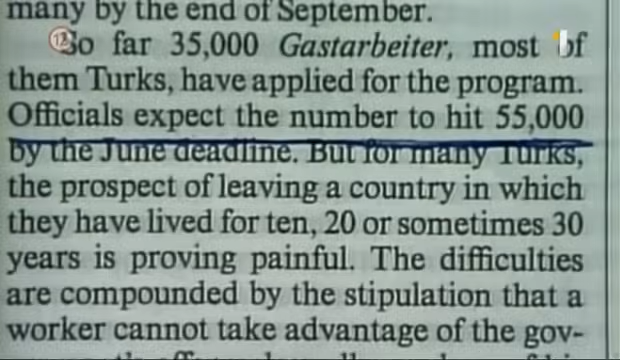 many by the end of September.
So far 35,000 Gastarbeiter, most of
them Turks, have applied for the program.
Officials expect the number to hit 55,000
by the June deadline. But for many Turks,
the prospect of leaving a country in which
they have lived for ten, 20 or sometimes 30
years is proving painful. The difficulties
are compounded by the stipulation that a
worker cannot take advantage of the gov-